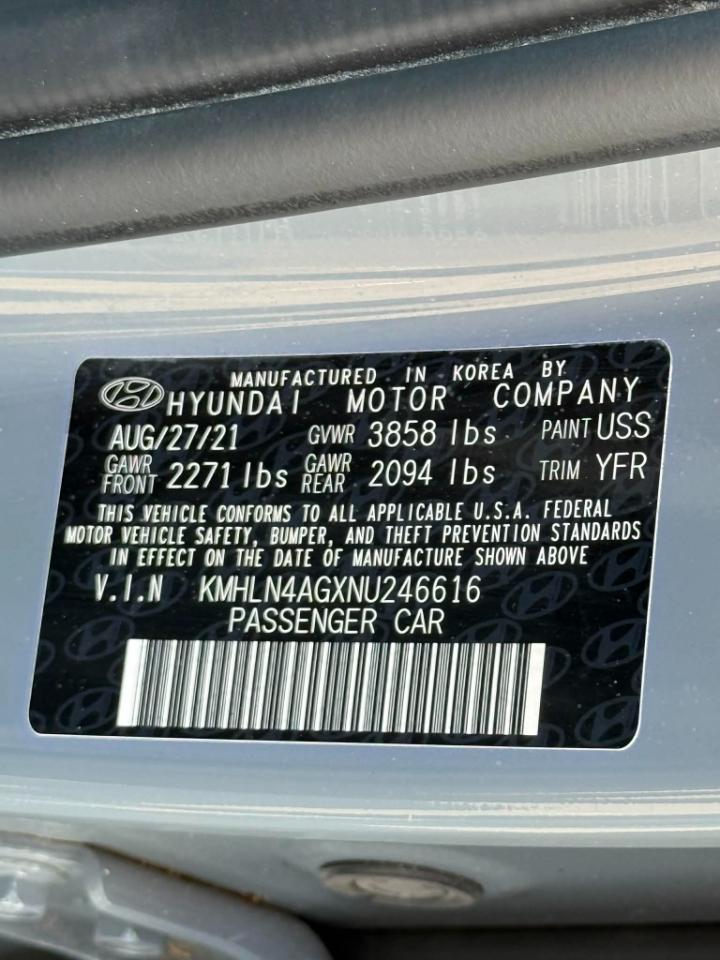 MANUFACTURED IN KOREA BY
HYUNDAI MOTOR COMPANY
AUG/27/21 GVWR 3858 lbs PAINT USS
GAWR FRONT 2271 lbs GAWR REAR 2094 lbs TRIM YFR
THIS VEHICLE CONFORMS TO ALL APPLICABLE U.S.A. FEDERAL
MOTOR VEHICLE SAFETY, BUMPER, AND THEFT PREVENTION STANDARDS
IN EFFECT ON THE DATE OF MANUFACTURE SHOWN ABOVE
V.I.N KMHLN4AGXNU246616
PASSENGER CAR